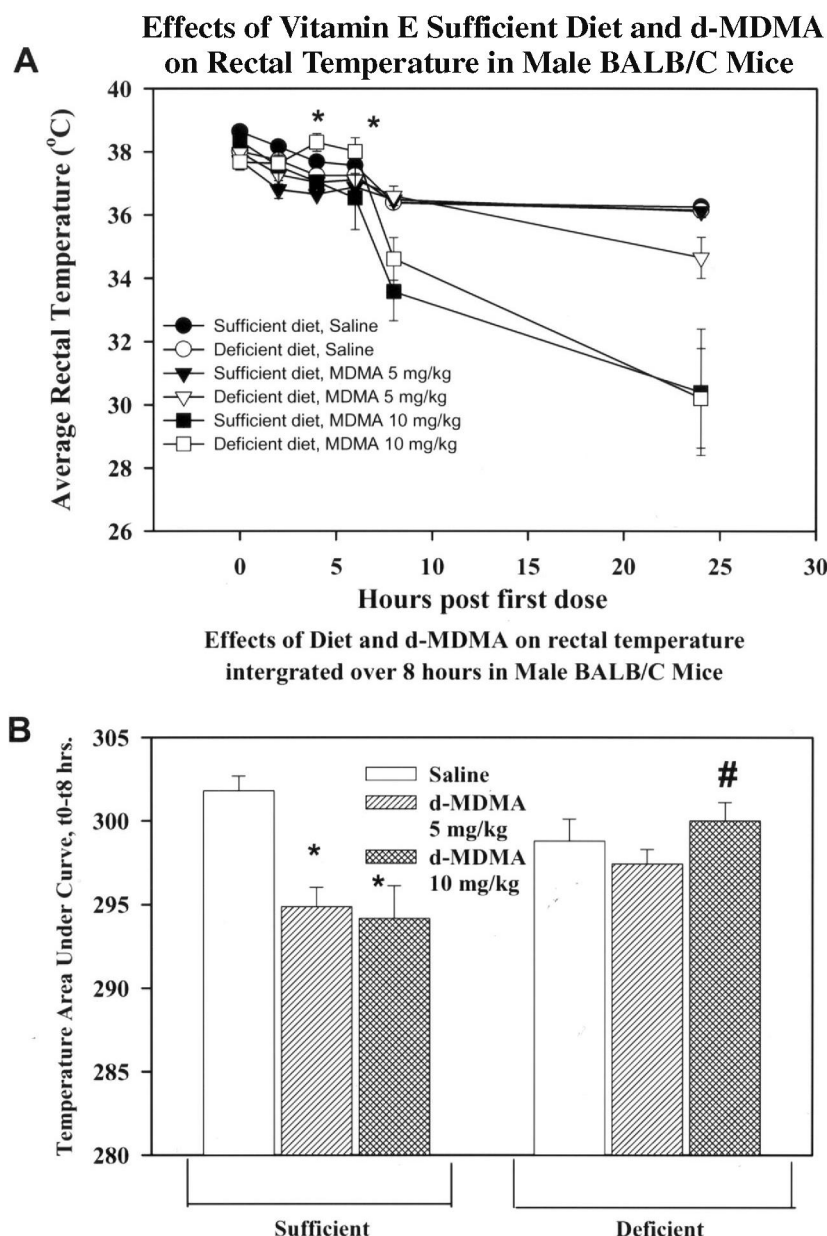 Effects of Vitamin E Sufficient Diet and d-MDMA
on Rectal Temperature in Male BALB/C Mice
A
Average Rectal Temperature (⁰C)
40
38
36
34
32
30
28
26
*
*
Sufficient diet, Saline
Deficient diet, Saline
Sufficient diet, MDMA 5 mg/kg
Deficient diet, MDMA 5 mg/kg
Sufficient diet, MDMA 10 mg/kg
Deficient diet, MDMA 10 mg/kg
0 5 10 15 20 25 30
Hours post first dose
Effects of Diet and d-MDMA on rectal temperature
intergrated over 8 hours in Male BALB/C Mice
B
Temperature Area Under Curve, t0-t8 hrs.
305
300
295
290
285
280
Saline
d-MDMA
5 mg/kg
d-MDMA
10 mg/kg
*
*
#
Sufficient Deficient